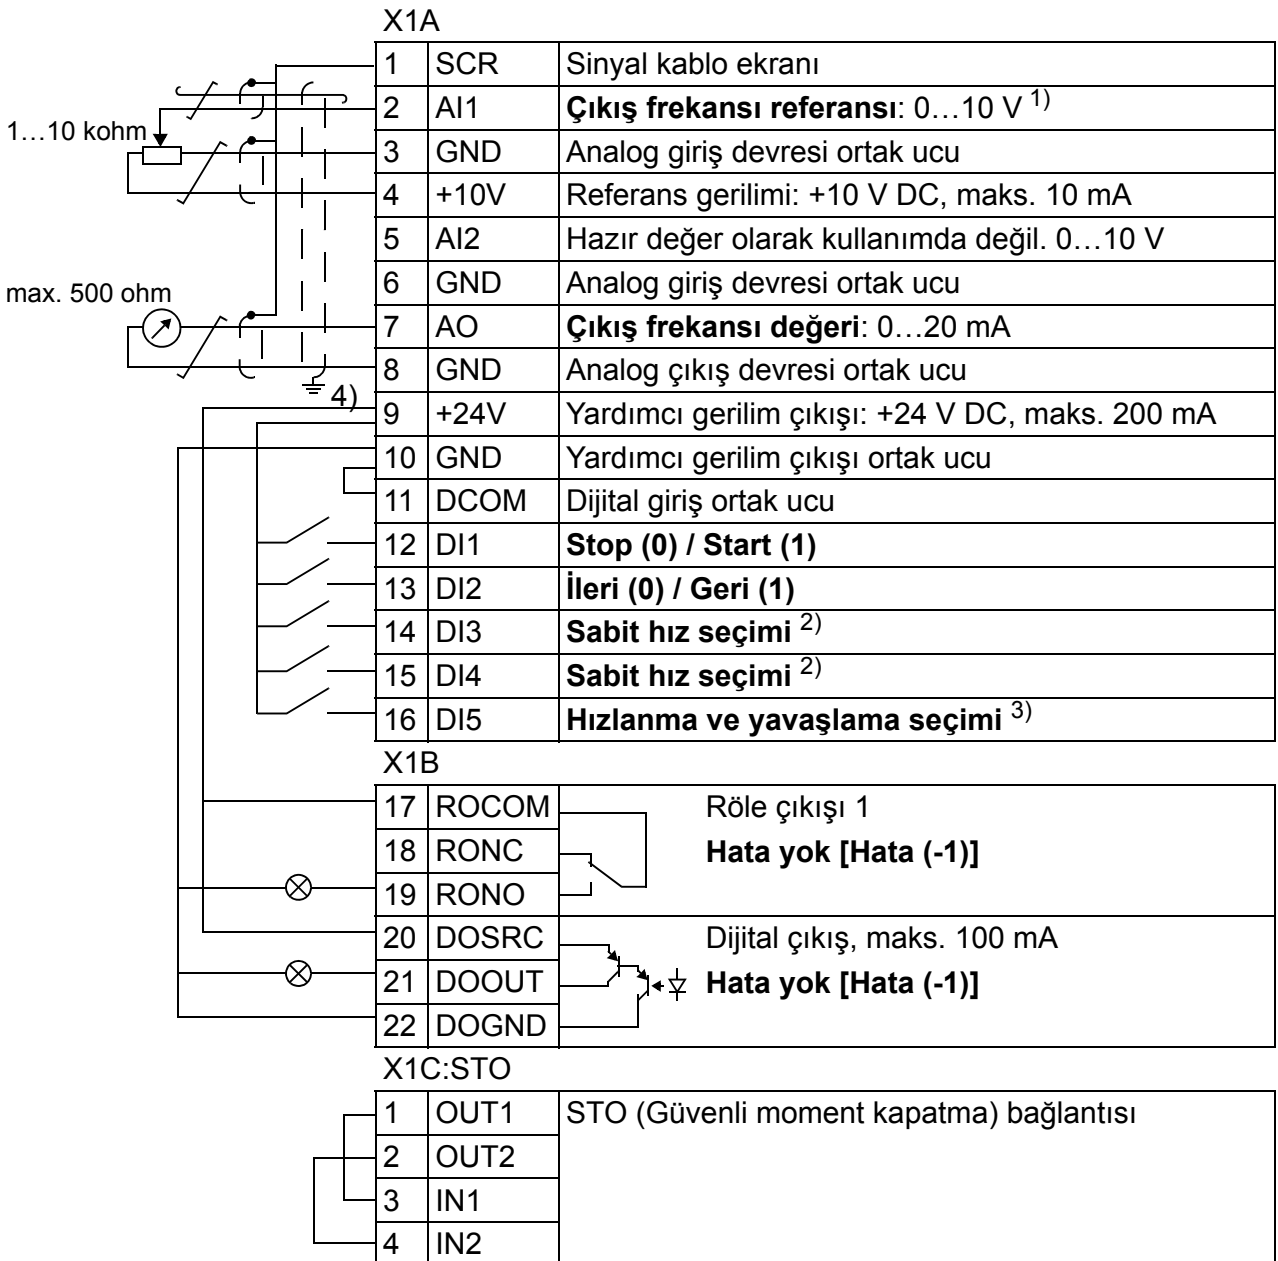 X1A
1 SCR Sinyal kablo ekranı
2 AI1 Çıkış frekansı referansı: 0…10 V 1)
1…10 kohm
3 GND Analog giriş devresi ortak ucu
4 +10V Referans gerilimi: +10 V DC, maks. 10 mA
5 AI2 Hazır değer olarak kullanımda değil. 0…10 V
6 GND Analog giriş devresi ortak ucu
max. 500 ohm
7 AO Çıkış frekansı değeri: 0…20 mA
8 GND Analog çıkış devresi ortak ucu
4)
9 +24V Yardımcı gerilim çıkışı: +24 V DC, maks. 200 mA
10 GND Yardımcı gerilim çıkışı ortak ucu
11 DCOM Dijital giriş ortak ucu
12 DI1 Stop (0) / Start (1)
13 DI2 İleri (0) / Geri (1)
14 DI3 Sabit hız seçimi 2)
15 DI4 Sabit hız seçimi 2)
16 DI5 Hızlanma ve yavaşlama seçimi 3)
X1B
17 ROCOM Röle çıkışı 1
18 RONC Hata yok [Hata (-1)]
19 RONO
20 DOSRC Dijital çıkış, maks. 100 mA
21 DOOUT Hata yok [Hata (-1)]
22 DOGND
X1C:STO
1 OUT1 STO (Güvenli moment kapatma) bağlantısı
2 OUT2
3 IN1
4 IN2